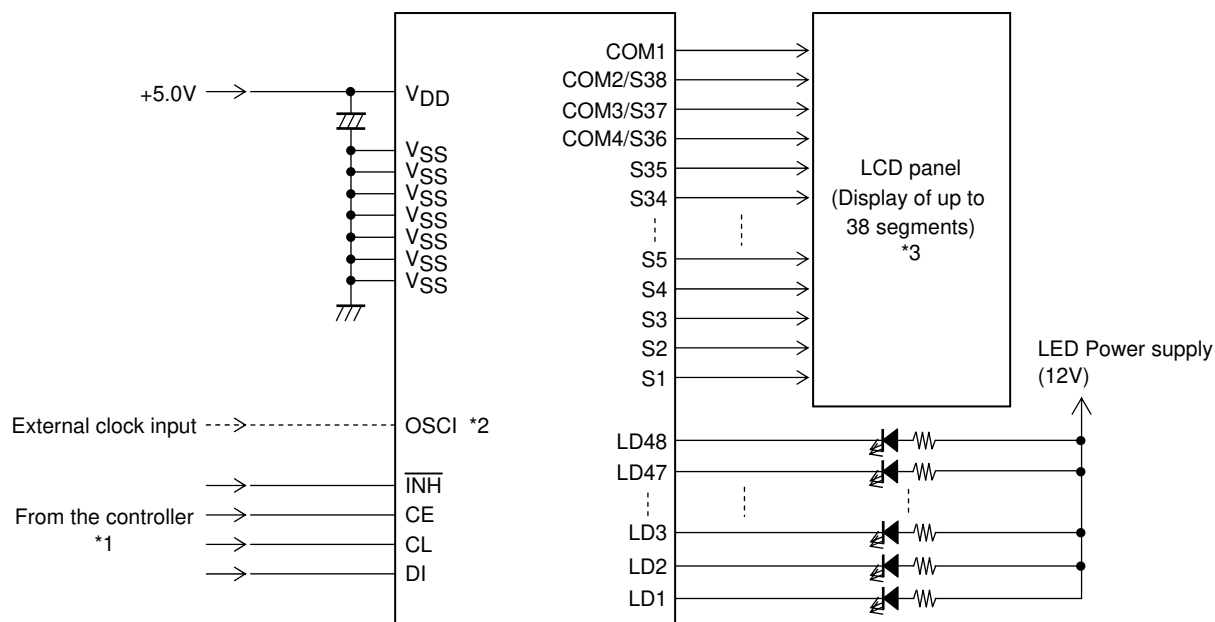 +5.0V
VDD
VSS
VSS
VSS
VSS
VSS
VSS
VSS
External clock input
OSCI *2
From the controller
*1
INH
CE
CL
DI
COM1
COM2/S38
COM3/S37
COM4/S36
S35
S34
S5
S4
S3
S2
S1
LD48
LD47
LD3
LD2
LD1
LCD panel
(Display of up to
38 segments)
*3
LED Power supply
(12V)